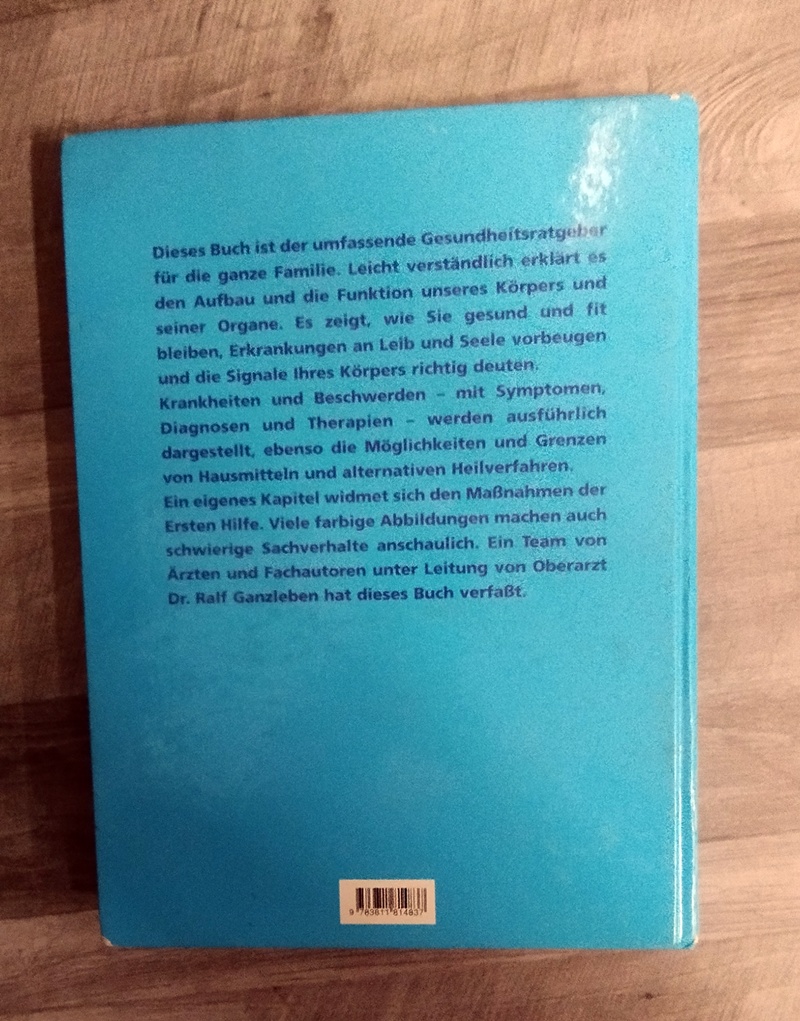 Dieses Buch ist der umfassende Gesundheitsratgeber
für die ganze Familie. Leicht verständlich erklärt es
den Aufbau und die Funktion unseres Körpers und
seiner Organe. Es zeigt, wie Sie gesund und fit
bleiben, Erkrankungen an Leib und Seele vorbeugen
und die Signale Ihres Körpers richtig deuten.
Krankheiten und Beschwerden – mit Symptomen,
Diagnosen und Therapien – werden ausführlich
dargestellt, ebenso die Möglichkeiten und Grenzen
von Hausmitteln und alternativen Heilverfahren.
Ein eigenes Kapitel widmet sich den Maßnahmen der
Ersten Hilfe. Viele farbige Abbildungen machen auch
schwierige Sachverhalte anschaulich. Ein Team von
Ärzten und Fachautoren unter Leitung von Oberarzt
Dr. Ralf Ganzleben hat dieses Buch verfaßt.
9 783811 814837